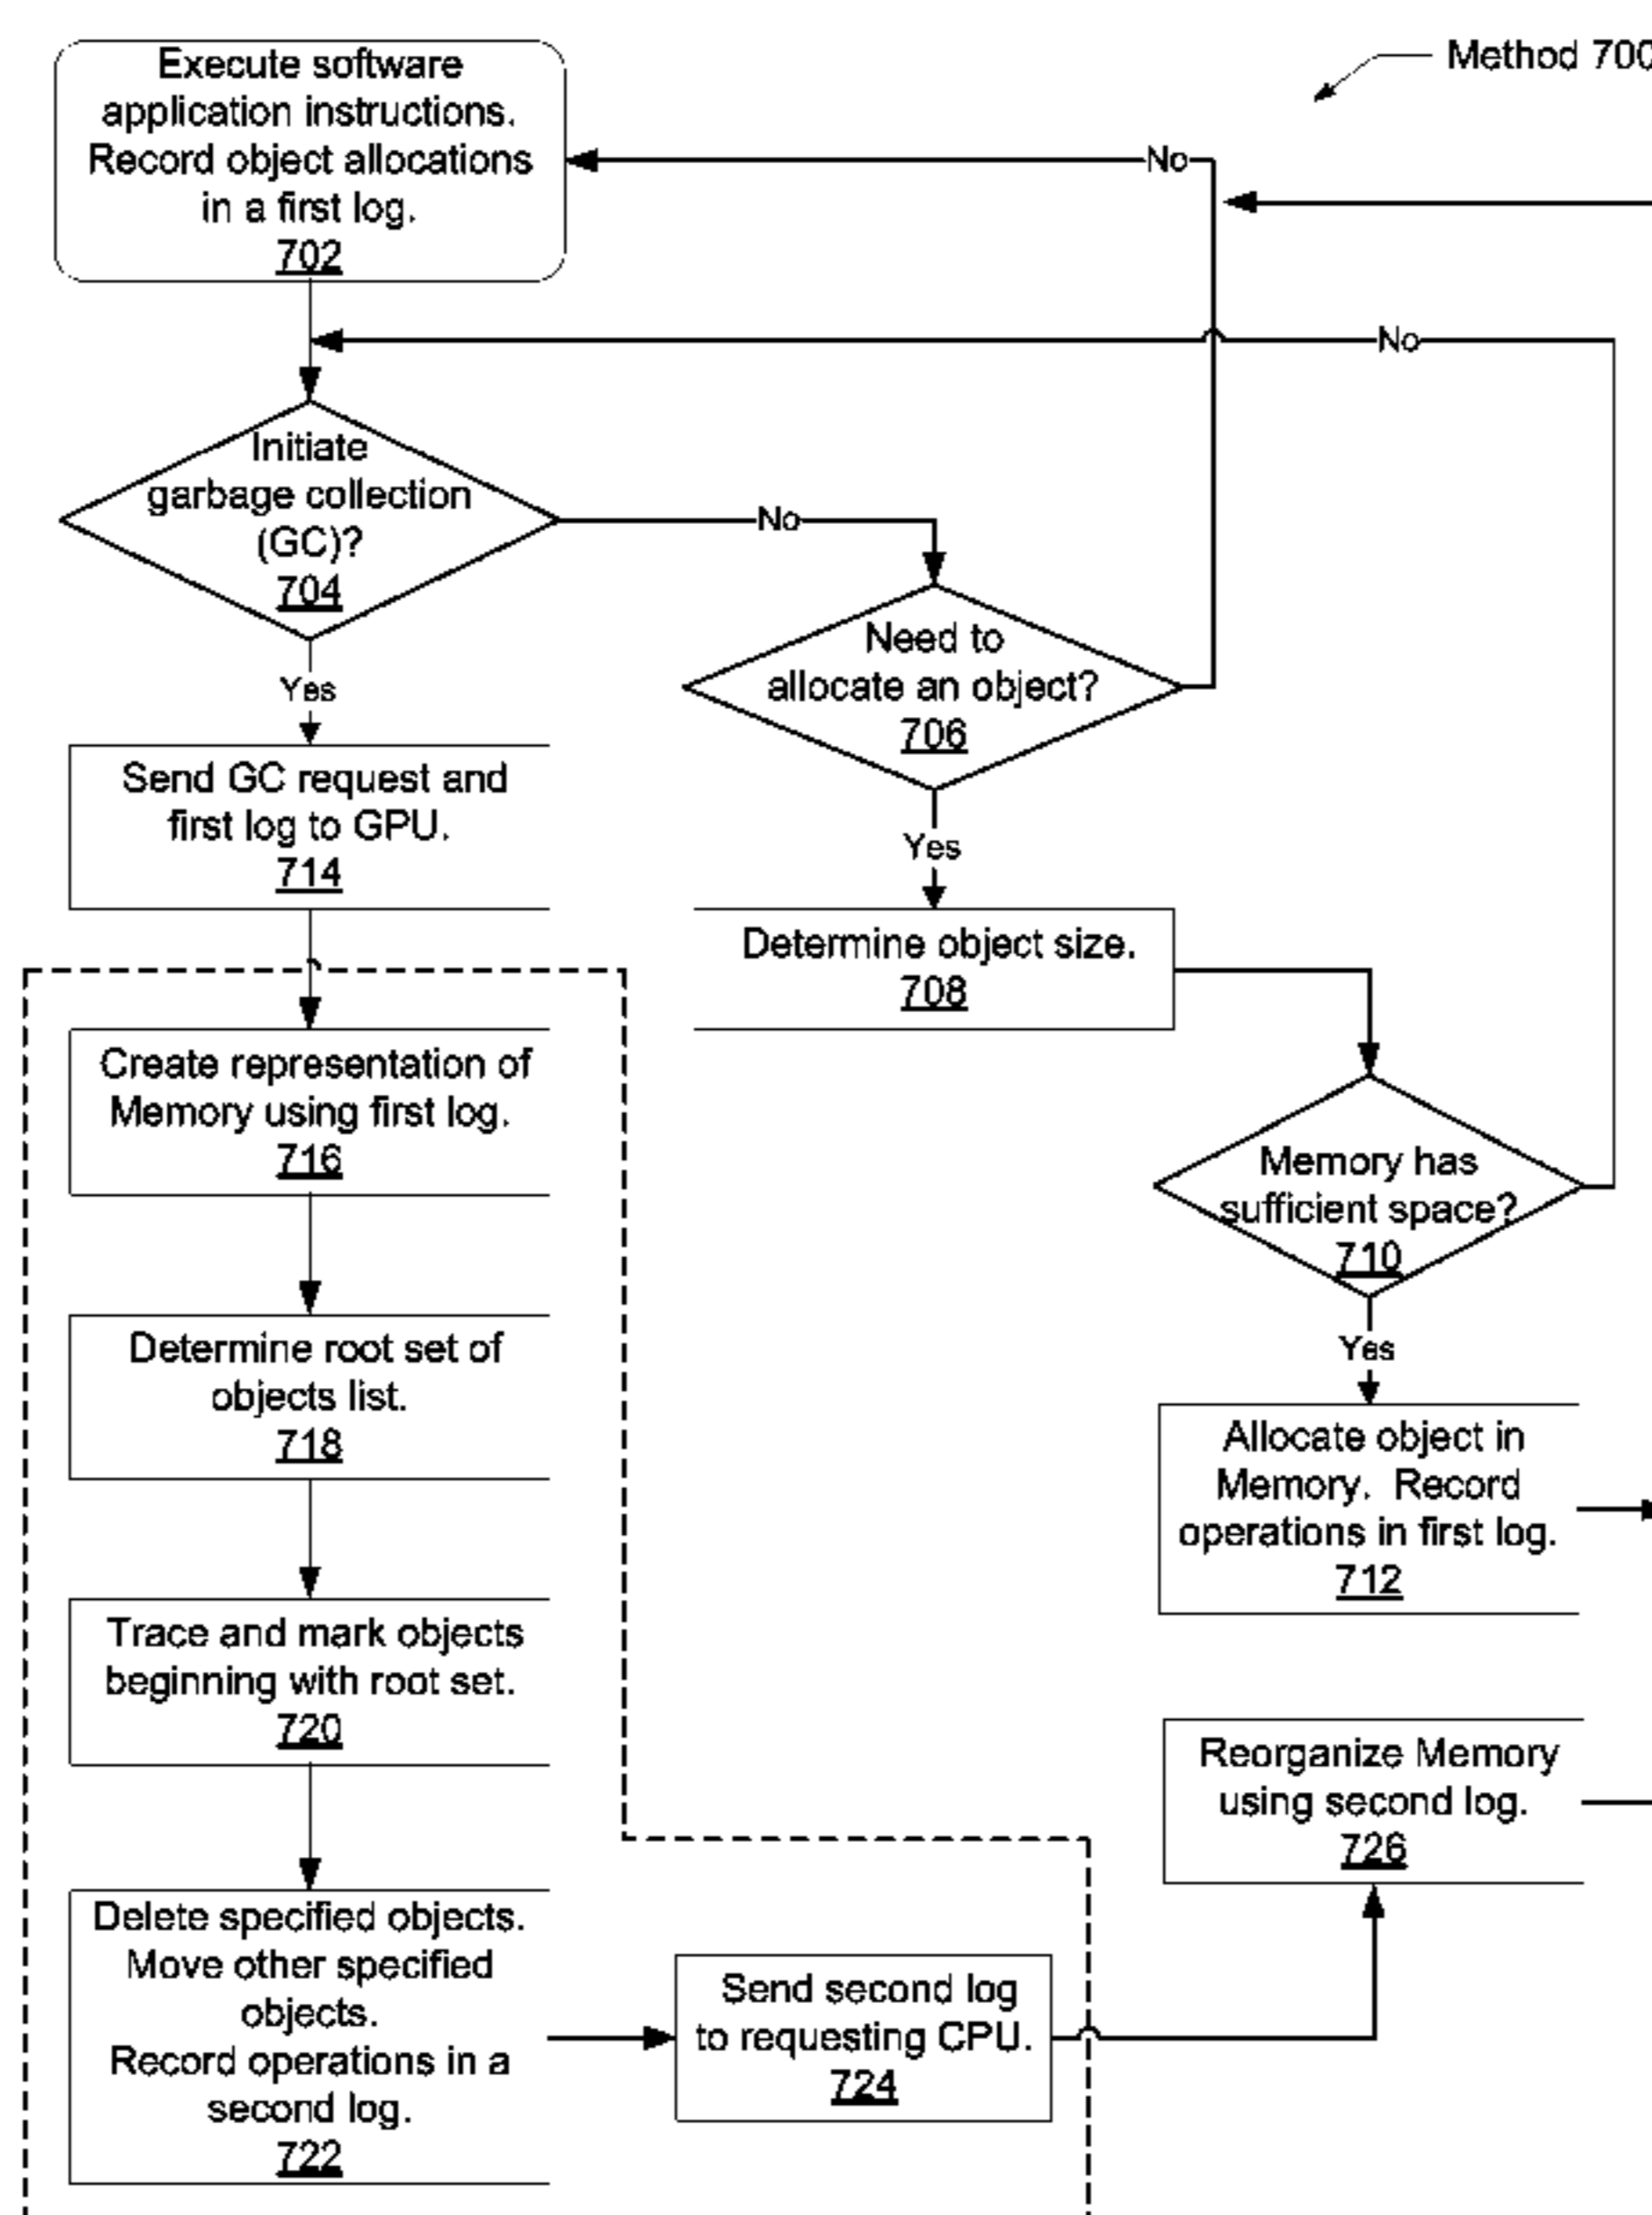 Method 700
Execute software
application instructions.
Record object allocations
in a first log.
702
No
No
Initiate
garbage collection
(GC)?
704
No
Yes
Need to
allocate an object?
706
Yes
Send GC request and
first log to GPU.
714
Determine object size.
708
Create representation of
Memory using first log.
716
Memory has
sufficient space?
710
Yes
Determine root set of
objects list.
718
Allocate object in
Memory. Record
operations in first log.
712
Trace and mark objects
beginning with root set.
720
Reorganize Memory
using second log.
726
Delete specified objects.
Move other specified
objects.
Record operations in a
second log.
722
Send second log
to requesting CPU.
724